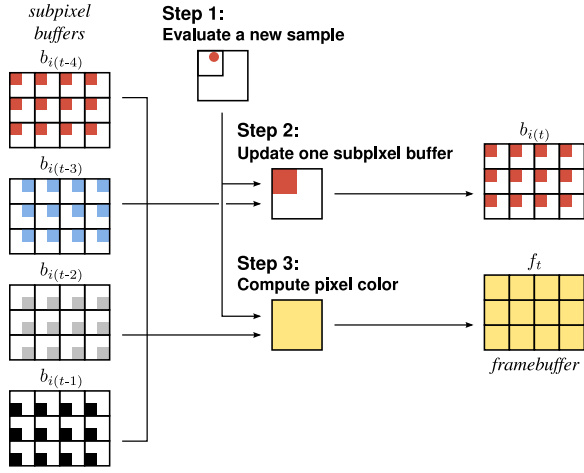 subpixel
buffers
b_{i(t-4)}
b_{i(t-3)}
b_{i(t-2)}
b_{i(t-1)}
Step 1:
Evaluate a new sample
Step 2:
Update one subpixel buffer
b_{i(t)}
Step 3:
Compute pixel color
f_t
framebuffer